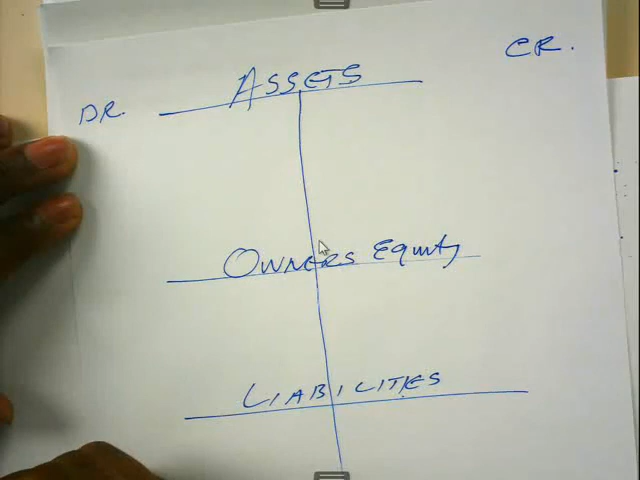 CR.
ASSETS
DR.
OWNERS Equity
LIABILITIES